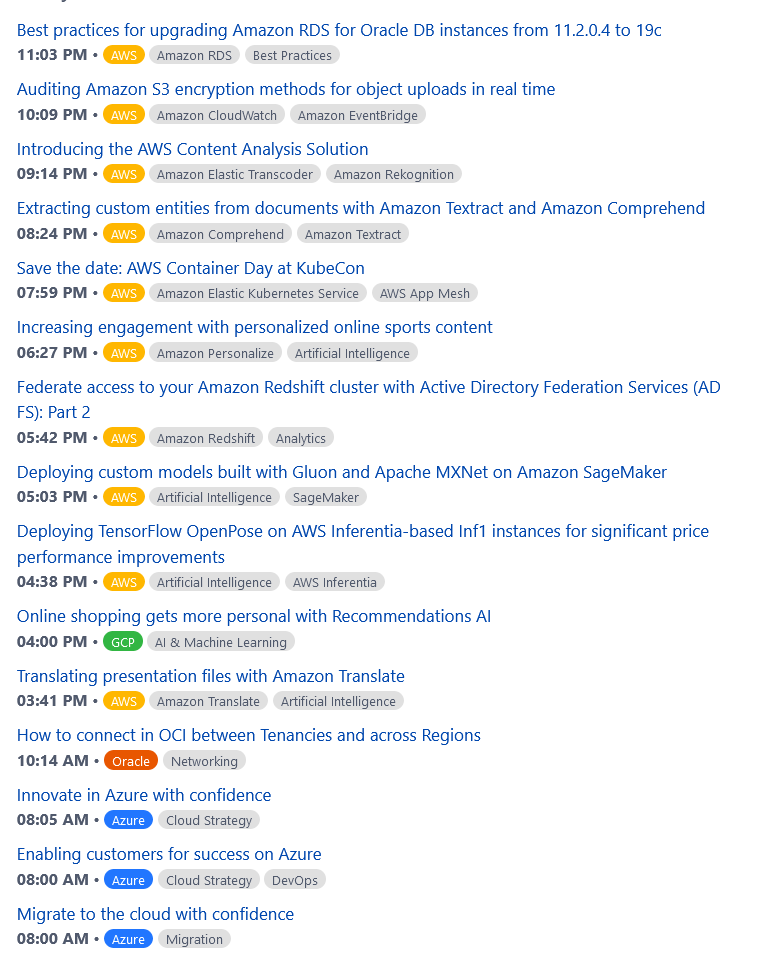 Best practices for upgrading Amazon RDS for Oracle DB instances from 11.2.0.4 to 19c
11:03 PM • AWS Amazon RDS Best Practices
Auditing Amazon S3 encryption methods for object uploads in real time
10:09 PM • AWS Amazon CloudWatch Amazon EventBridge
Introducing the AWS Content Analysis Solution
09:14 PM • AWS Amazon Elastic Transcoder Amazon Rekognition
Extracting custom entities from documents with Amazon Textract and Amazon Comprehend
08:24 PM • AWS Amazon Comprehend Amazon Textract
Save the date: AWS Container Day at KubeCon
07:59 PM • AWS Amazon Elastic Kubernetes Service AWS App Mesh
Increasing engagement with personalized online sports content
06:27 PM • AWS Amazon Personalize Artificial Intelligence
Federate access to your Amazon Redshift cluster with Active Directory Federation Services (AD
FS): Part 2
05:42 PM • AWS Amazon Redshift Analytics
Deploying custom models built with Gluon and Apache MXNet on Amazon SageMaker
05:03 PM • AWS Artificial Intelligence SageMaker
Deploying TensorFlow OpenPose on AWS Inferentia-based Inf1 instances for significant price
performance improvements
04:38 PM • AWS Artificial Intelligence AWS Inferentia
Online shopping gets more personal with Recommendations AI
04:00 PM • GCP AI & Machine Learning
Translating presentation files with Amazon Translate
03:41 PM • AWS Amazon Translate Artificial Intelligence
How to connect in OCI between Tenancies and across Regions
10:14 AM • Oracle Networking
Innovate in Azure with confidence
08:05 AM • Azure Cloud Strategy
Enabling customers for success on Azure
08:00 AM • Azure Cloud Strategy DevOps
Migrate to the cloud with confidence
08:00 AM • Azure Migration